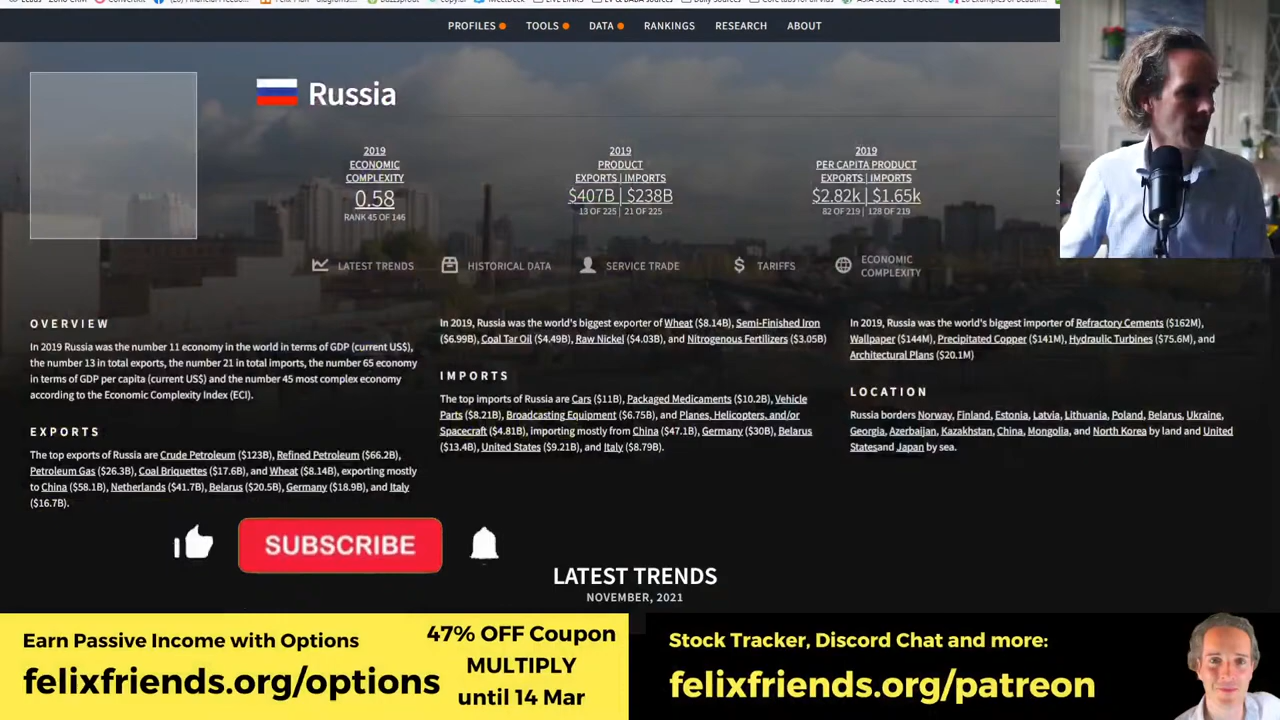 PROFILES TOOLS DATA RANKINGS RESEARCH ABOUT
Russia
2019
ECONOMIC
COMPLEXITY
0.58
RANK 45 OF 146
2019
PRODUCT
EXPORTS | IMPORTS
$407B | $238B
13 OF 225 | 21 OF 225
2019
PER CAPITA PRODUCT
EXPORTS | IMPORTS
$2.82k | $1.65k
82 OF 219 | 128 OF 219
LATEST TRENDS
HISTORICAL DATA
SERVICE TRADE
TARIFFS
ECONOMIC
COMPLEXITY
OVERVIEW
In 2019 Russia was the number 11 economy in the world in terms of GDP (current US$),
the number 13 in total exports, the number 21 in total imports, the number 65 economy
in terms of GDP per capita (current US$) and the number 45 most complex economy
according to the Economic Complexity Index (ECI).
EXPORTS
The top exports of Russia are Crude Petroleum ($123B), Refined Petroleum ($66.2B),
Petroleum Gas ($26.3B), Coal Briquettes ($17.6B), and Wheat ($8.14B), exporting mostly
to China ($58.1B), Netherlands ($41.7B), Belarus ($20.5B), Germany ($18.9B), and Italy
($16.7B).
In 2019, Russia was the world's biggest exporter of Wheat ($8.14B), Semi-Finished Iron
($6.99B), Coal Tar Oil ($4.49B), Raw Nickel ($4.03B), and Nitrogenous Fertilizers ($3.05B)
IMPORTS
The top imports of Russia are Cars ($11B), Packaged Medicaments ($10.2B), Vehicle
Parts ($8.21B), Broadcasting Equipment ($6.75B), and Planes, Helicopters, and/or
Spacecraft ($4.81B), importing mostly from China ($47.1B), Germany ($30B), Belarus
($13.4B), United States ($9.21B), and Italy ($8.79B).
In 2019, Russia was the world's biggest importer of Refractory Cements ($162M),
Wallpaper ($144M), Precipitated Copper ($141M), Hydraulic Turbines ($75.6M), and
Architectural Plans ($20.1M)
LOCATION
Russia borders Norway, Finland, Estonia, Latvia, Lithuania, Poland, Belarus, Ukraine,
Georgia, Azerbaijan, Kazakhstan, China, Mongolia, and North Korea by land and United
Statesand Japan by sea.
SUBSCRIBE
LATEST TRENDS
NOVEMBER, 2021
Earn Passive Income with Options
felixfriends.org/options
47% OFF Coupon
MULTIPLY
until 14 Mar
Stock Tracker, Discord Chat and more:
felixfriends.org/patreon